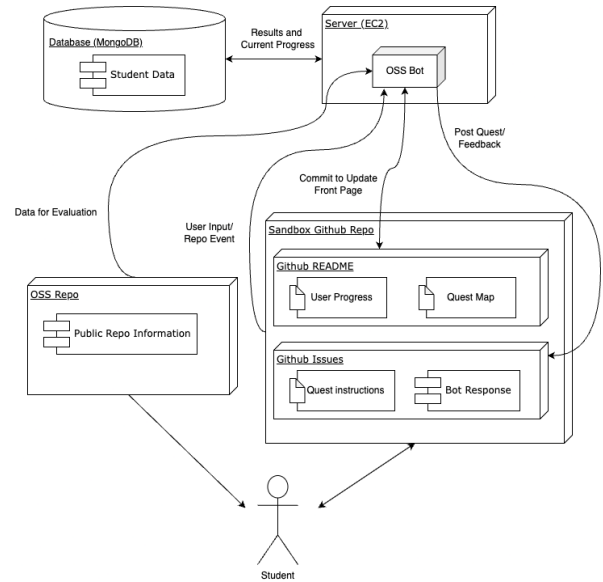 Database (MongoDB)
Student Data
Results and
Current Progress
Server (EC2)
OSS Bot
Post Quest/
Feedback
Commit to Update
Front Page
Data for Evaluation
User Input/
Repo Event
Sandbox Github Repo
Github README
User Progress
Quest Map
OSS Repo
Public Repo Information
Github Issues
Quest instructions
Bot Response
Student